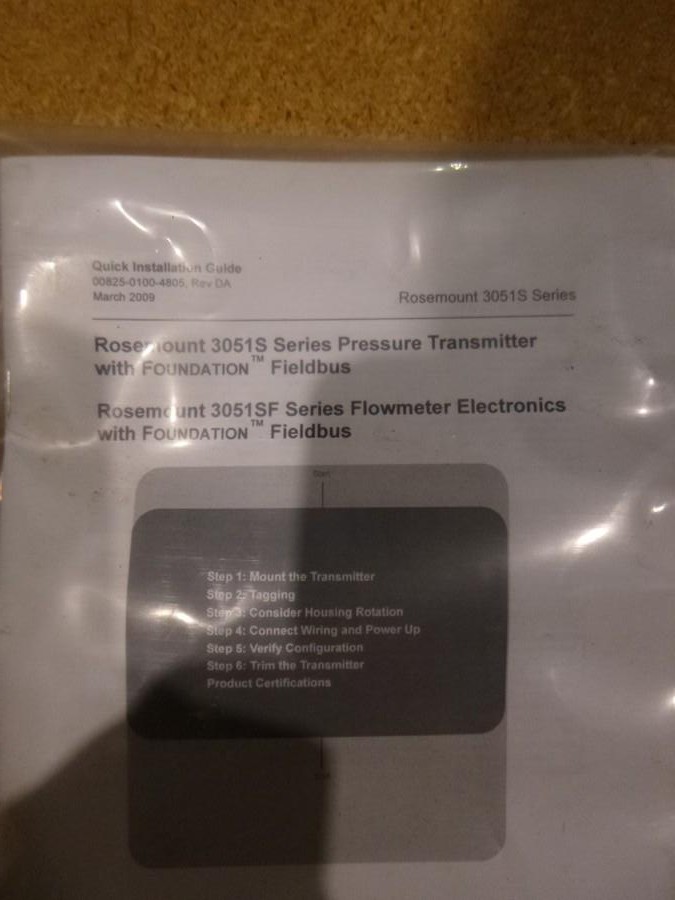 Quick Installation Guide
00825-0100-4805, Rev DA
March 2009
Rosemount 3051S Series
Rosemount 3051S Series Pressure Transmitter
with FOUNDATION™ Fieldbus
Rosemount 3051SF Series Flowmeter Electronics
with FOUNDATION™ Fieldbus
Start
Step 1: Mount the Transmitter
Step 2: Tagging
Step 3: Consider Housing Rotation
Step 4: Connect Wiring and Power Up
Step 5: Verify Configuration
Step 6: Trim the Transmitter
Product Certifications
End